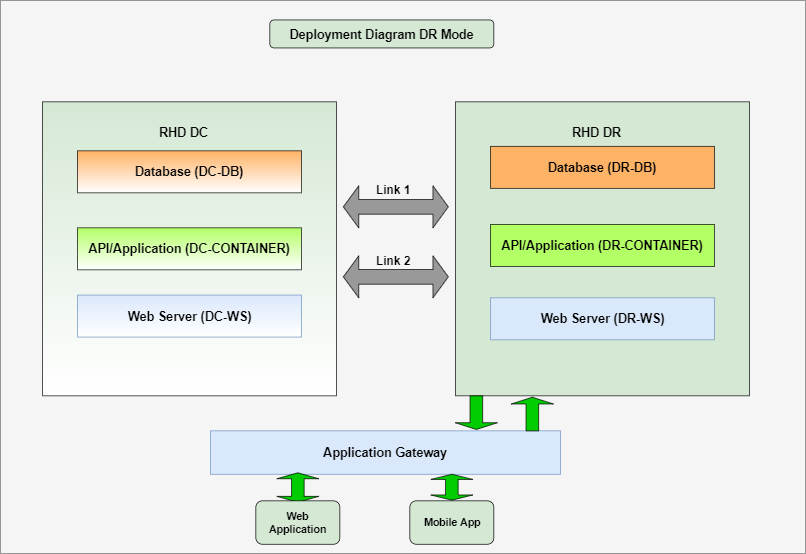 Deployment Diagram DR Mode
RHD DC
Database (DC-DB)
API/Application (DC-CONTAINER)
Web Server (DC-WS)
Link 1
Link 2
RHD DR
Database (DR-DB)
API/Application (DR-CONTAINER)
Web Server (DR-WS)
Application Gateway
Web
Application
Mobile App